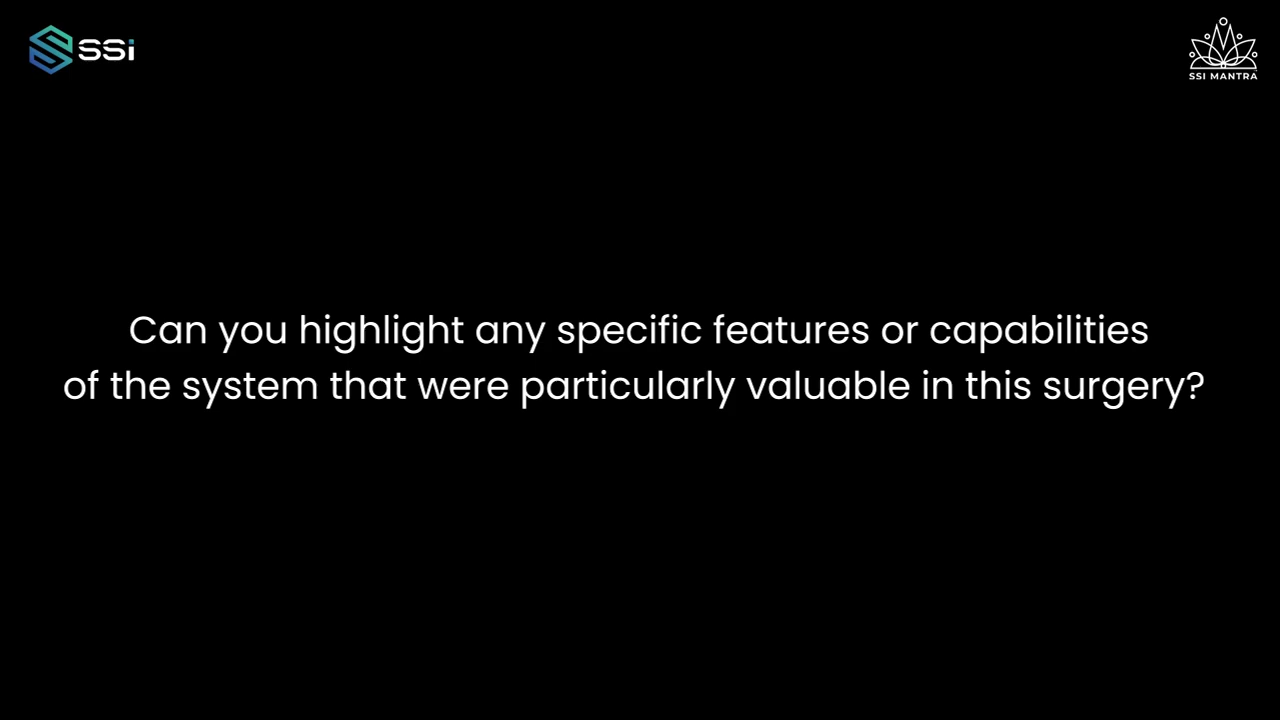 SSi
SSI MANTRA
Can you highlight any specific features or capabilities
of the system that were particularly valuable in this surgery?